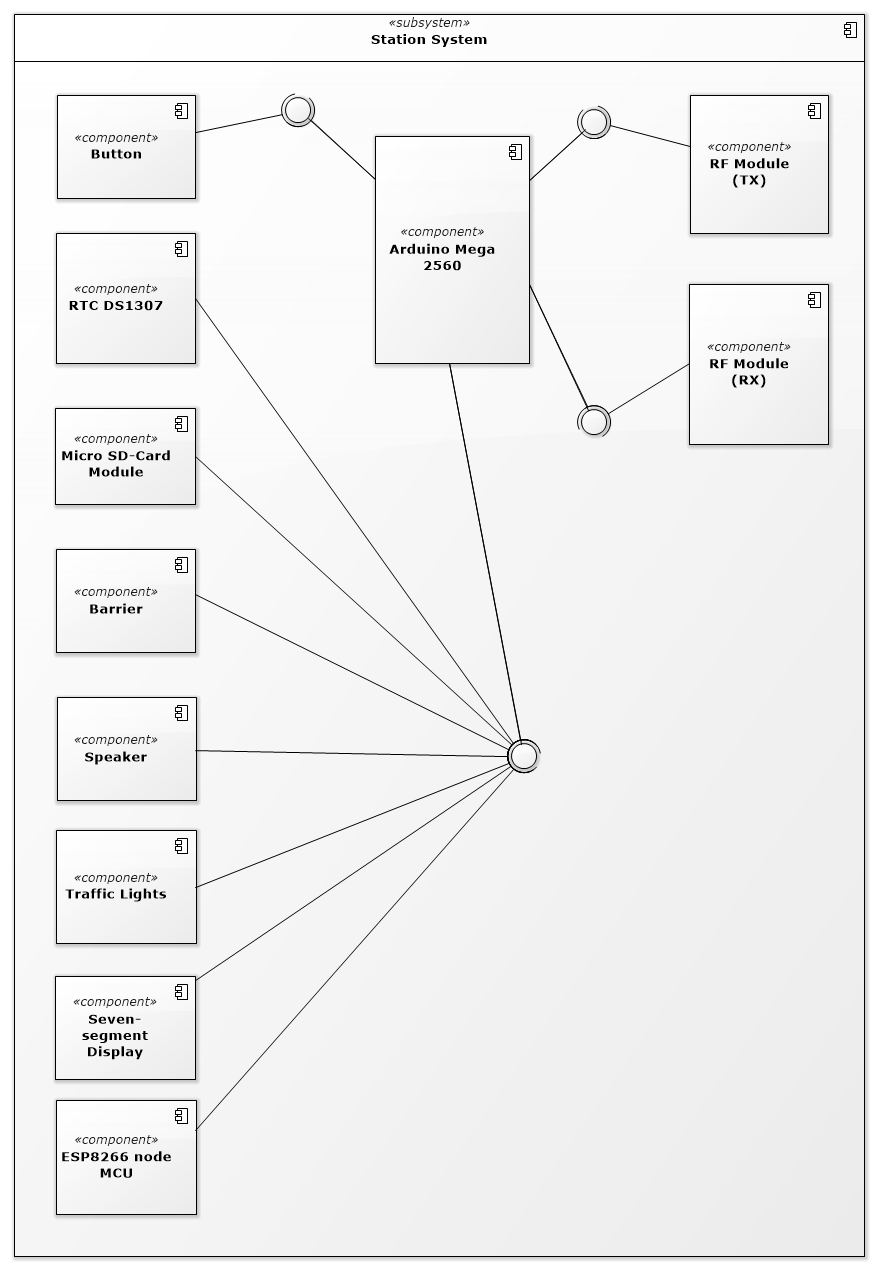 «subsystem»
Station System
«component»
Button
«component»
Arduino Mega
2560
«component»
RF Module
(TX)
«component»
RTC DS1307
«component»
RF Module
(RX)
«component»
Micro SD-Card
Module
«component»
Barrier
«component»
Speaker
«component»
Traffic Lights
«component»
Seven-
segment
Display
«component»
ESP8266 node
MCU